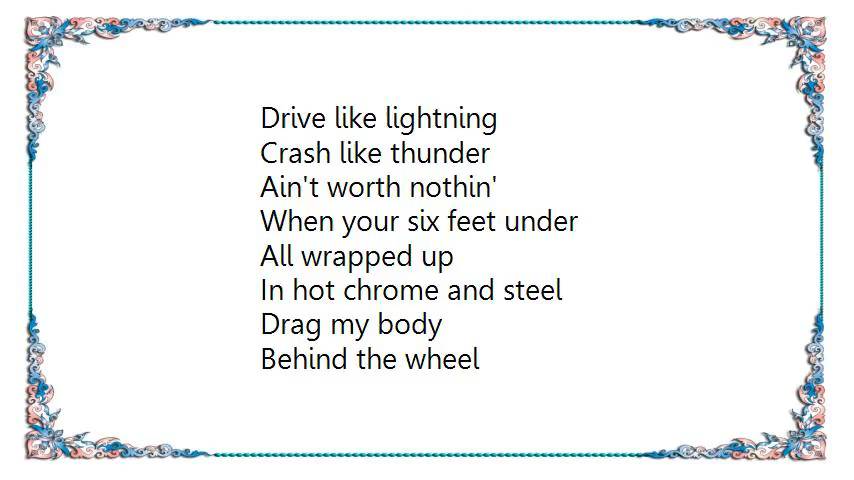 Drive like lightning
Crash like thunder
Ain't worth nothin'
When your six feet under
All wrapped up
In hot chrome and steel
Drag my body
Behind the wheel